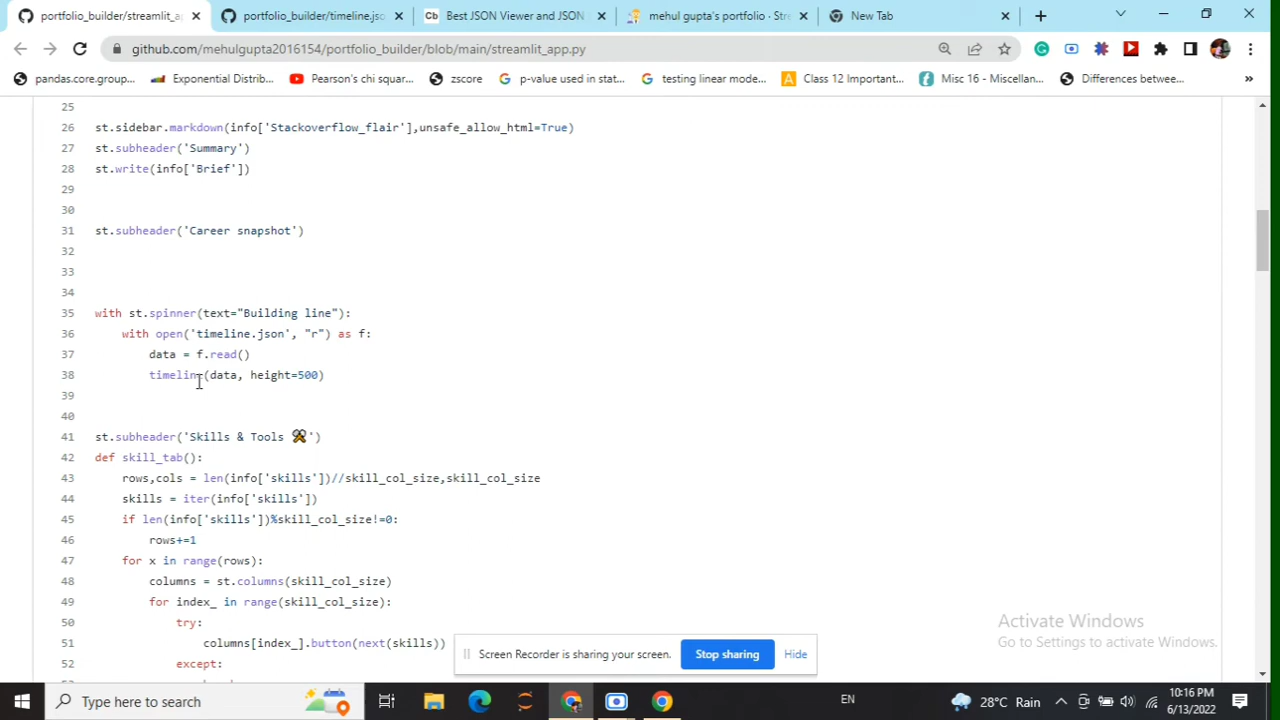 portfolio_builder/streamlit_a
portfolio_builder/timeline.jso
Best JSON Viewer and JSON
mehul gupta's portfolio · Stre
New Tab
github.com/mehulgupta2016154/portfolio_builder/blob/main/streamlit_app.py
pandas.core.group...
Exponential Distrib...
Pearson's chi squar...
zscore
p-value used in stat...
testing linear mode...
Class 12 Important...
Misc 16 - Miscellan...
Differences betwee...
»
25
26 st.sidebar.markdown(info['Stackoverflow_flair'],unsafe_allow_html=True)
27 st.subheader('Summary')
28 st.write(info['Brief'])
29
30
31 st.subheader('Career snapshot')
32
33
34
35 with st.spinner(text="Building line"):
36 with open('timeline.json', "r") as f:
37 data = f.read()
38 timeline(data, height=500)
39
40
41 st.subheader('Skills & Tools ⚒️')
42 def skill_tab():
43 rows,cols = len(info['skills'])//skill_col_size,skill_col_size
44 skills = iter(info['skills'])
45 if len(info['skills'])%skill_col_size!=0:
46 rows+=1
47 for x in range(rows):
48 columns = st.columns(skill_col_size)
49 for index_ in range(skill_col_size):
50 try:
51 columns[index_].button(next(skills))
52 except:
Activate Windows
Go to Settings to activate Windows.
Screen Recorder is sharing your screen.
Stop sharing
Hide
Type here to search
EN
28°C Rain
10:16 PM
6/13/2022